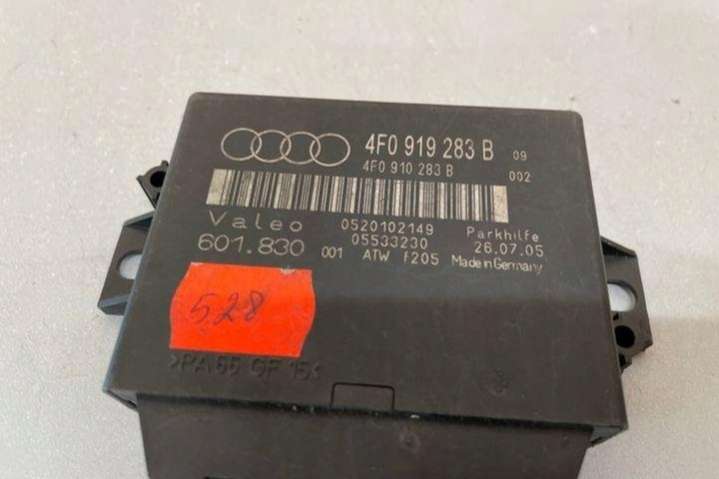 4F0 919 283 B 09
4F0 910 283 B 002
Valeo 0520102149 Parkhilfe
601.830 001 05533230 26.07.05
ATW f205 Made in Germany
528
>PA 66 GF 15<